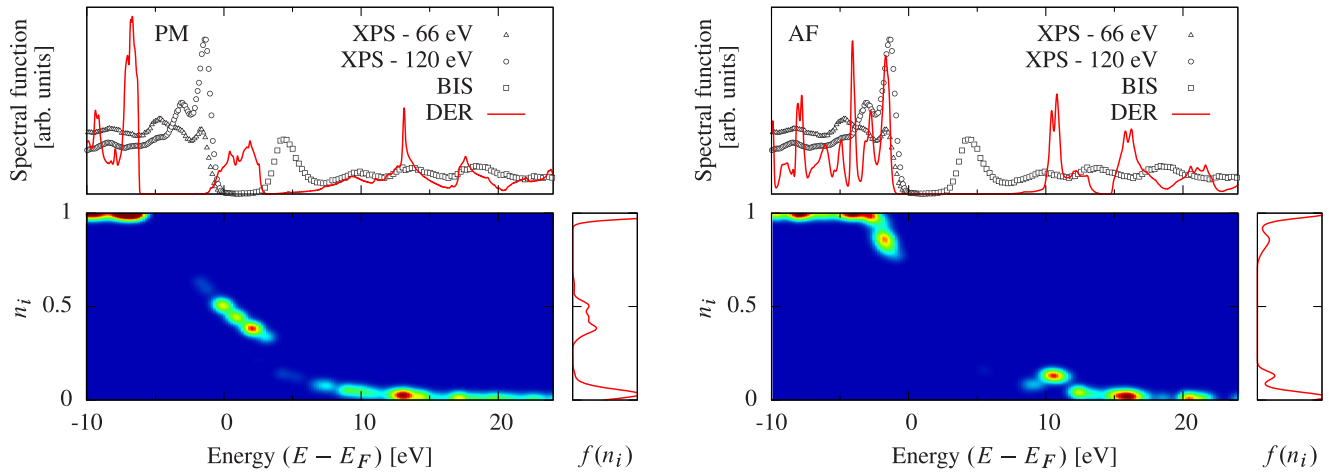 Spectral function
[arb. units]
PM
XPS - 66 eV
XPS - 120 eV
BIS
DER
1
0.5
0
n_i
-10
0
10
20
Energy (E − E_F) [eV]
f(n_i)
Spectral function
[arb. units]
AF
XPS - 66 eV
XPS - 120 eV
BIS
DER
1
0.5
0
n_i
-10
0
10
20
Energy (E − E_F) [eV]
f(n_i)